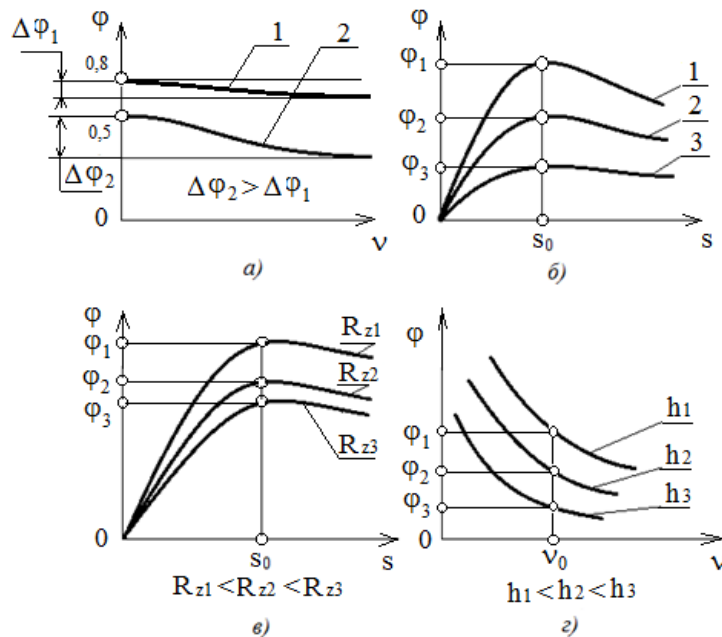 Δφ1
φ
1
2
0,8
0,5
Δφ2
Δφ2 > Δφ1
0
ν
а)
φ
φ1
φ2
φ3
1
2
3
0
s0
s
б)
φ
φ1
φ2
φ3
Rz1
Rz2
Rz3
0
s0
s
Rz1<Rz2<Rz3
в)
φ
φ1
φ2
φ3
h1
h2
h3
0
ν0
ν
h1<h2<h3
г)